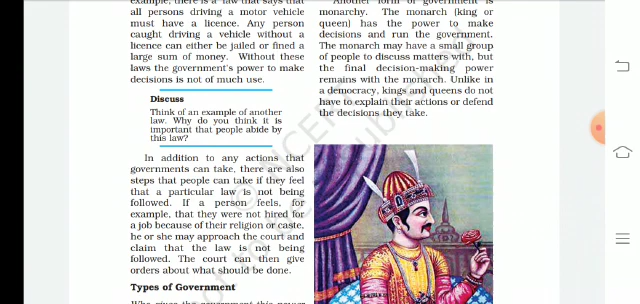 example, there is a law that says that
all persons driving a motor vehicle
must have a licence. Any person
caught driving a vehicle without a
licence can either be jailed or fined a
large sum of money. Without these
laws the government's power to make
decisions is not of much use.
Discuss
Think of an example of another
law. Why do you think it is
important that people abide by
this law?
In addition to any actions that
governments can take, there are also
steps that people can take if they feel
that a particular law is not being
followed. If a person feels, for
example, that they were not hired for
a job because of their religion or caste,
he or she may approach the court and
claim that the law is not being
followed. The court can then give
orders about what should be done.
Types of Government
Who gives the government this power
Another form of government is
monarchy. The monarch (king or
queen) has the power to make
decisions and run the government.
The monarch may have a small group
of people to discuss matters with, but
the final decision-making power
remains with the monarch. Unlike in
a democracy, kings and queens do not
have to explain their actions or defend
the decisions they take.